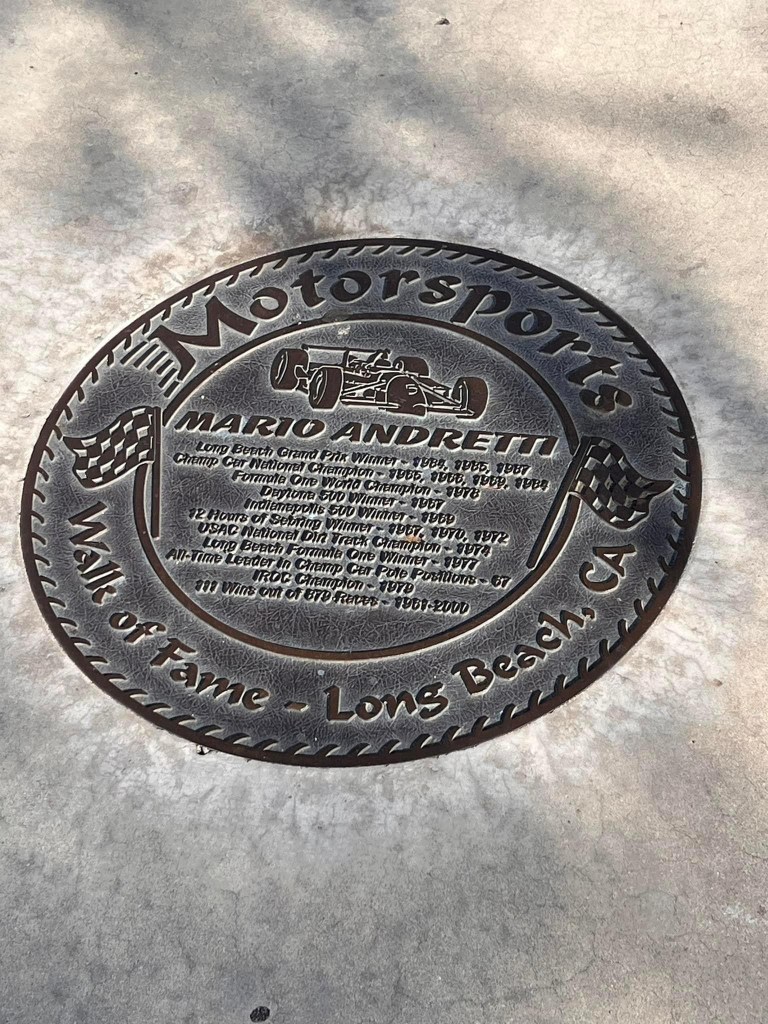 Motorsports
MARIO ANDRETTI
Long Beach Grand Prix Winner - 1984, 1985, 1987
Champ Car National Champion - 1965, 1966, 1969, 1984
Formula One World Champion - 1978
Daytona 500 Winner - 1967
Indianapolis 500 Winner - 1969
12 Hours of Sebring Winner - 1967, 1970, 1972
USAC National Dirt Track Champion - 1974
Long Beach Formula One Winner - 1977
All-Time Leader in Champ Car Pole Positions - 67
IROC Champion - 1979
111 Wins out of 879 Races - 1961-2000
Walk of Fame - Long Beach, CA